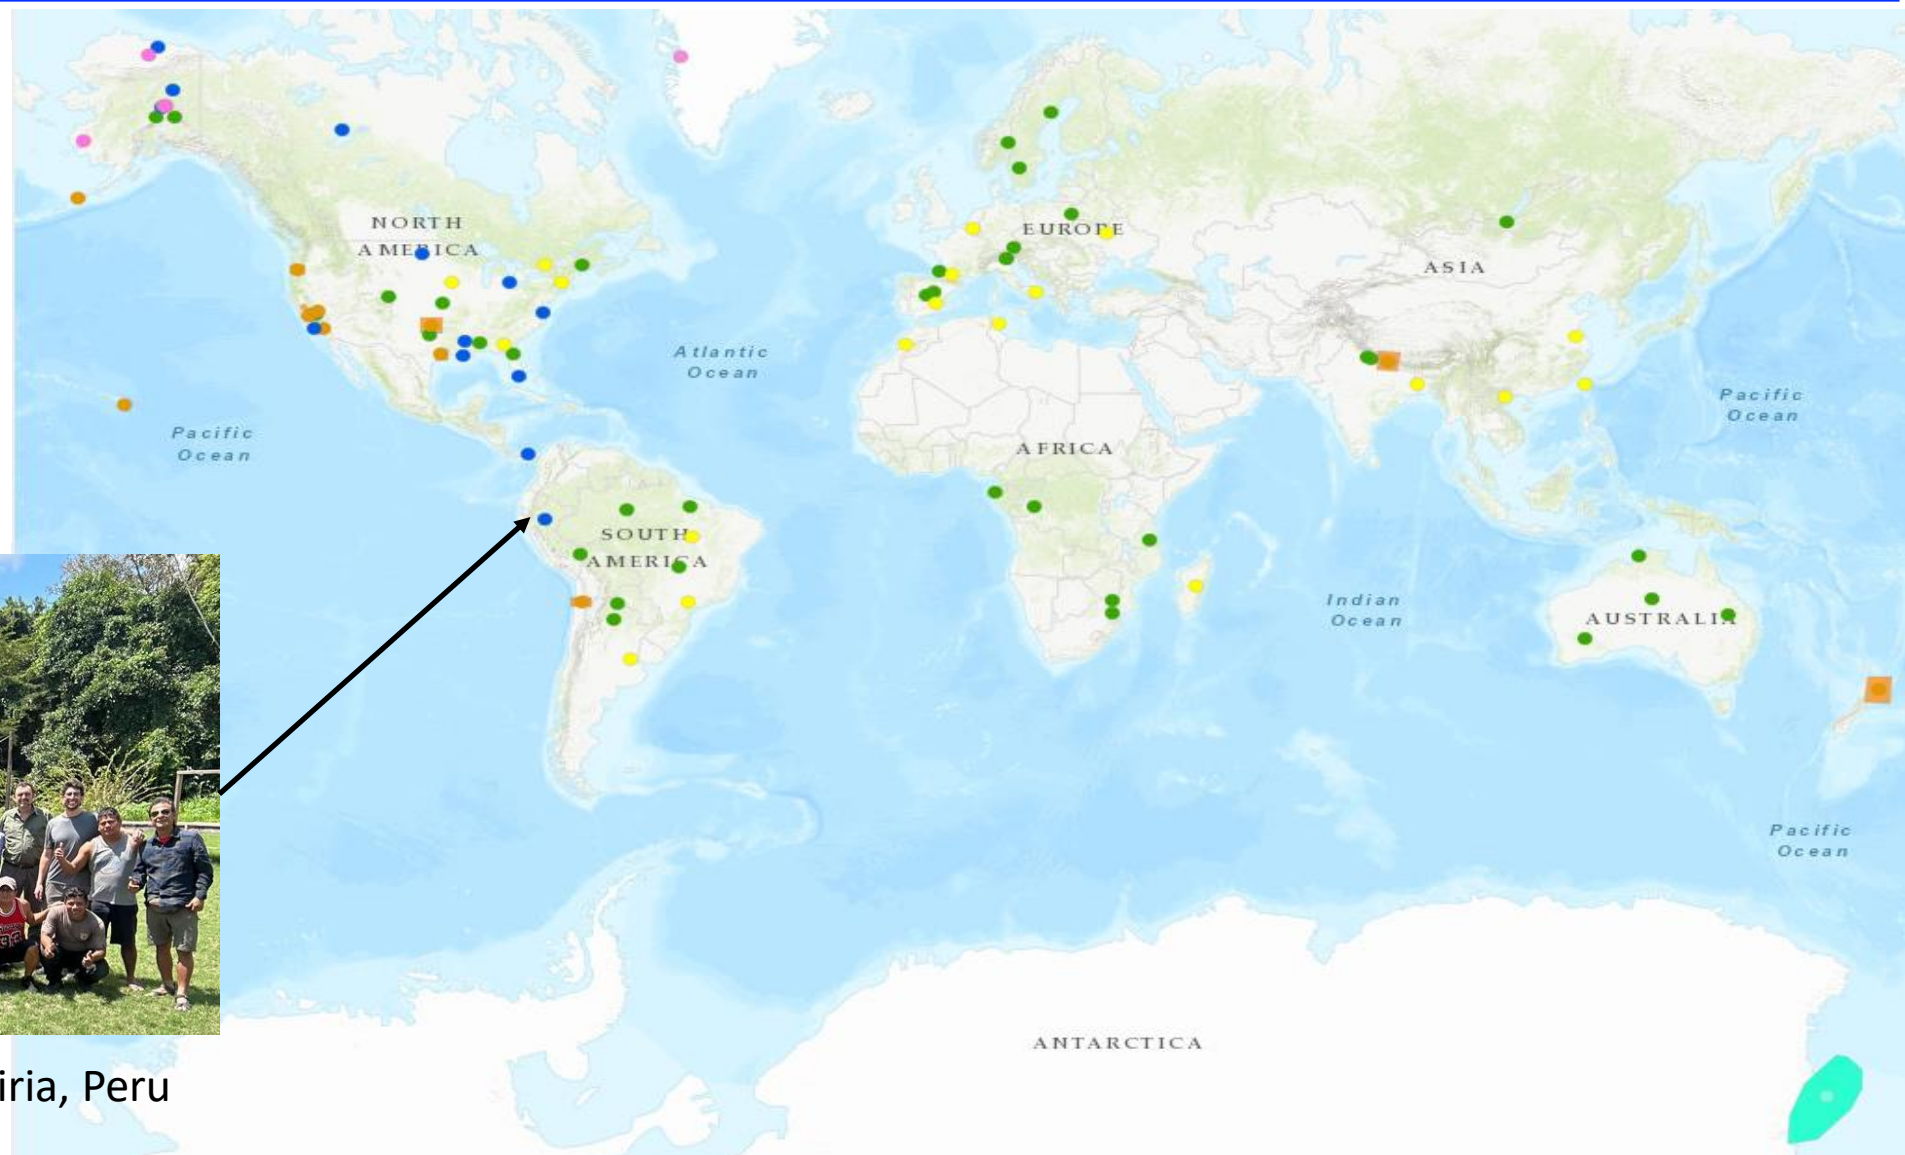 NORTH
AMERICA
EUROPE
ASIA
Atlantic
Ocean
Pacific
Ocean
Pacific
Ocean
AFRICA
SOUTH
AMERICA
Indian
Ocean
AUSTRALIA
Pacific
Ocean
33
ANTARCTICA
iria, Peru